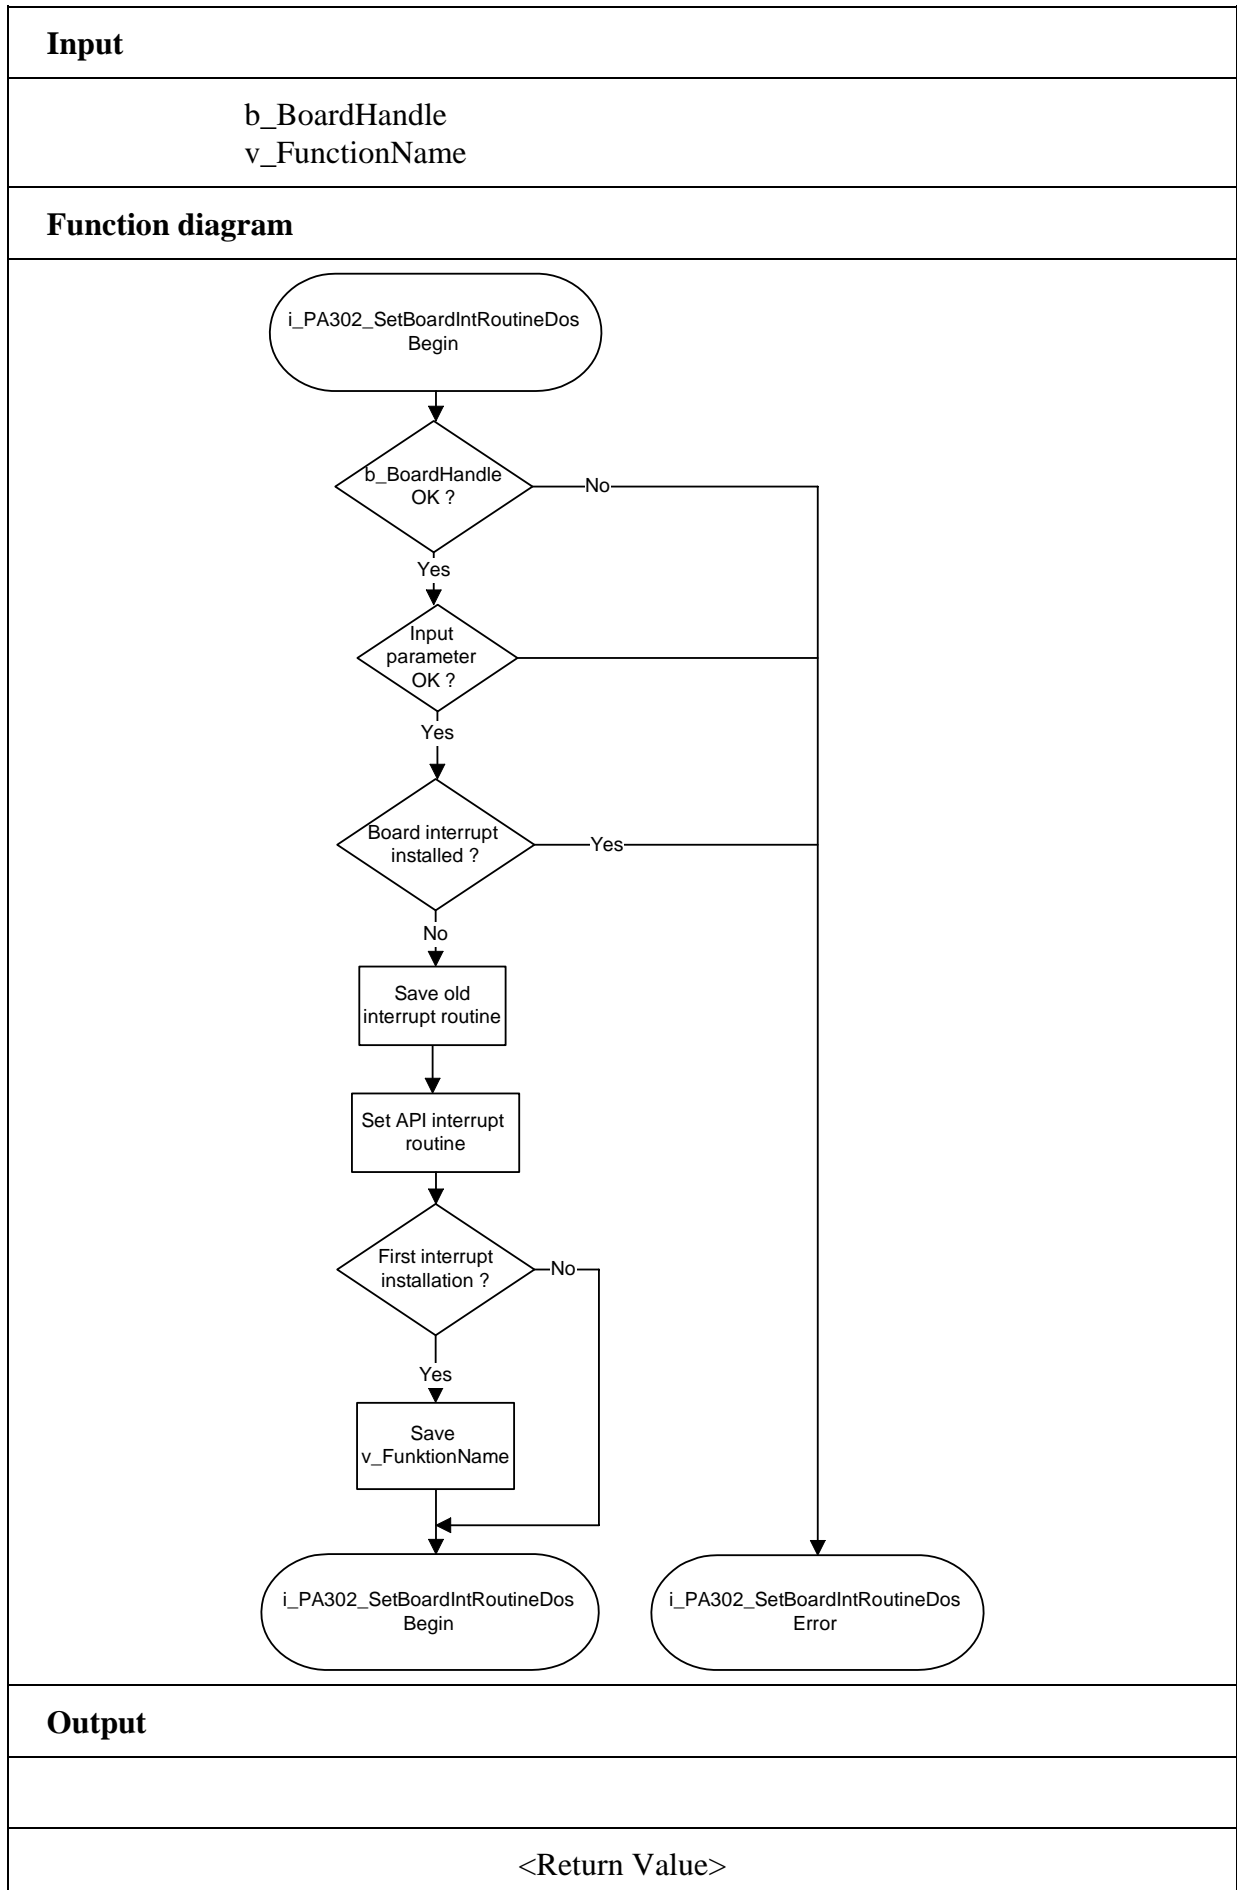 Input
b_BoardHandle
v_FunctionName
Function diagram
i_PA302_SetBoardIntRoutineDos
Begin
b_BoardHandle
OK ?
No
Yes
Input
parameter
OK ?
Yes
Board interrupt
installed ?
Yes
No
Save old
interrupt routine
Set API interrupt
routine
First interrupt
installation ?
No
Yes
Save
v_FunktionName
i_PA302_SetBoardIntRoutineDos
Begin
i_PA302_SetBoardIntRoutineDos
Error
Output
<Return Value>